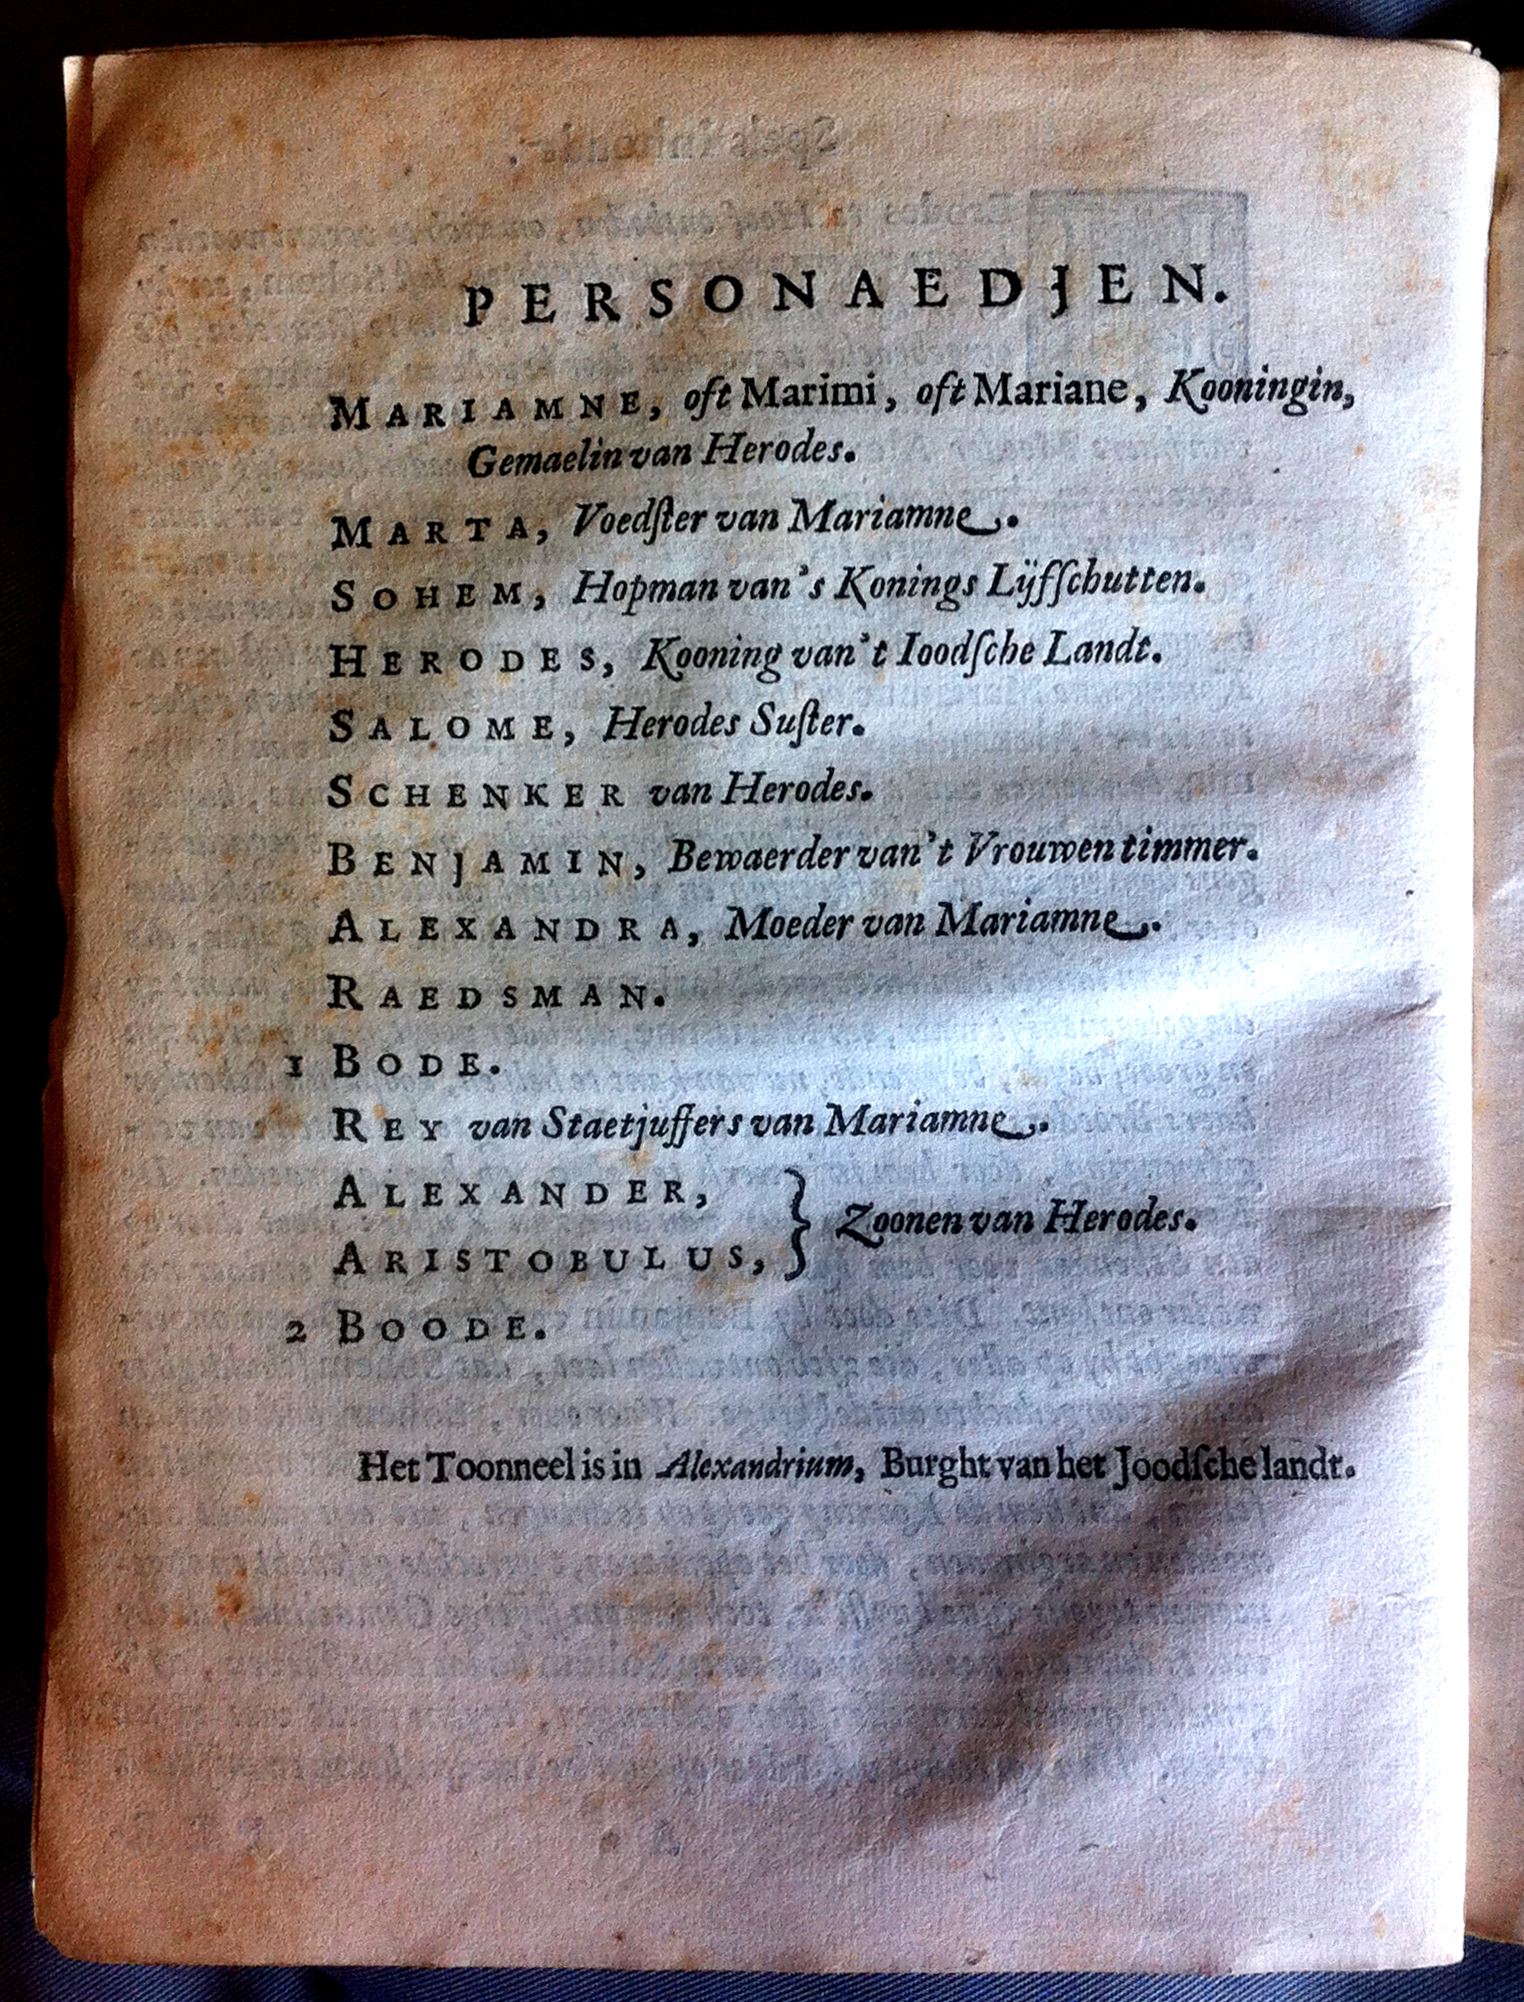 PERSONAEDJEN.
MARIAMNE, oft Marimi, oft Mariane, Kooningin,
Gemaelin van Herodes.
MARTA, Voedſter van Mariamne.
SOHEM, Hopman van's Konings Lijfſchutten.
HERODES, Kooning van't Ioodſche Landt.
SALOME, Herodes Suſter.
SCHENKER van Herodes.
BENJAMIN, Bewaerder van't Vrouwentimmer.
ALEXANDRA, Moeder van Mariamne.
RAEDSMAN.
1 BODE.
REY van Staetjuffers van Mariamne.
ALEXANDER,
ARISTOBULUS, } Zoonen van Herodes.
2 BOODE.
Het Toonneel is in Alexandrium, Burght van het Joodſche landt.